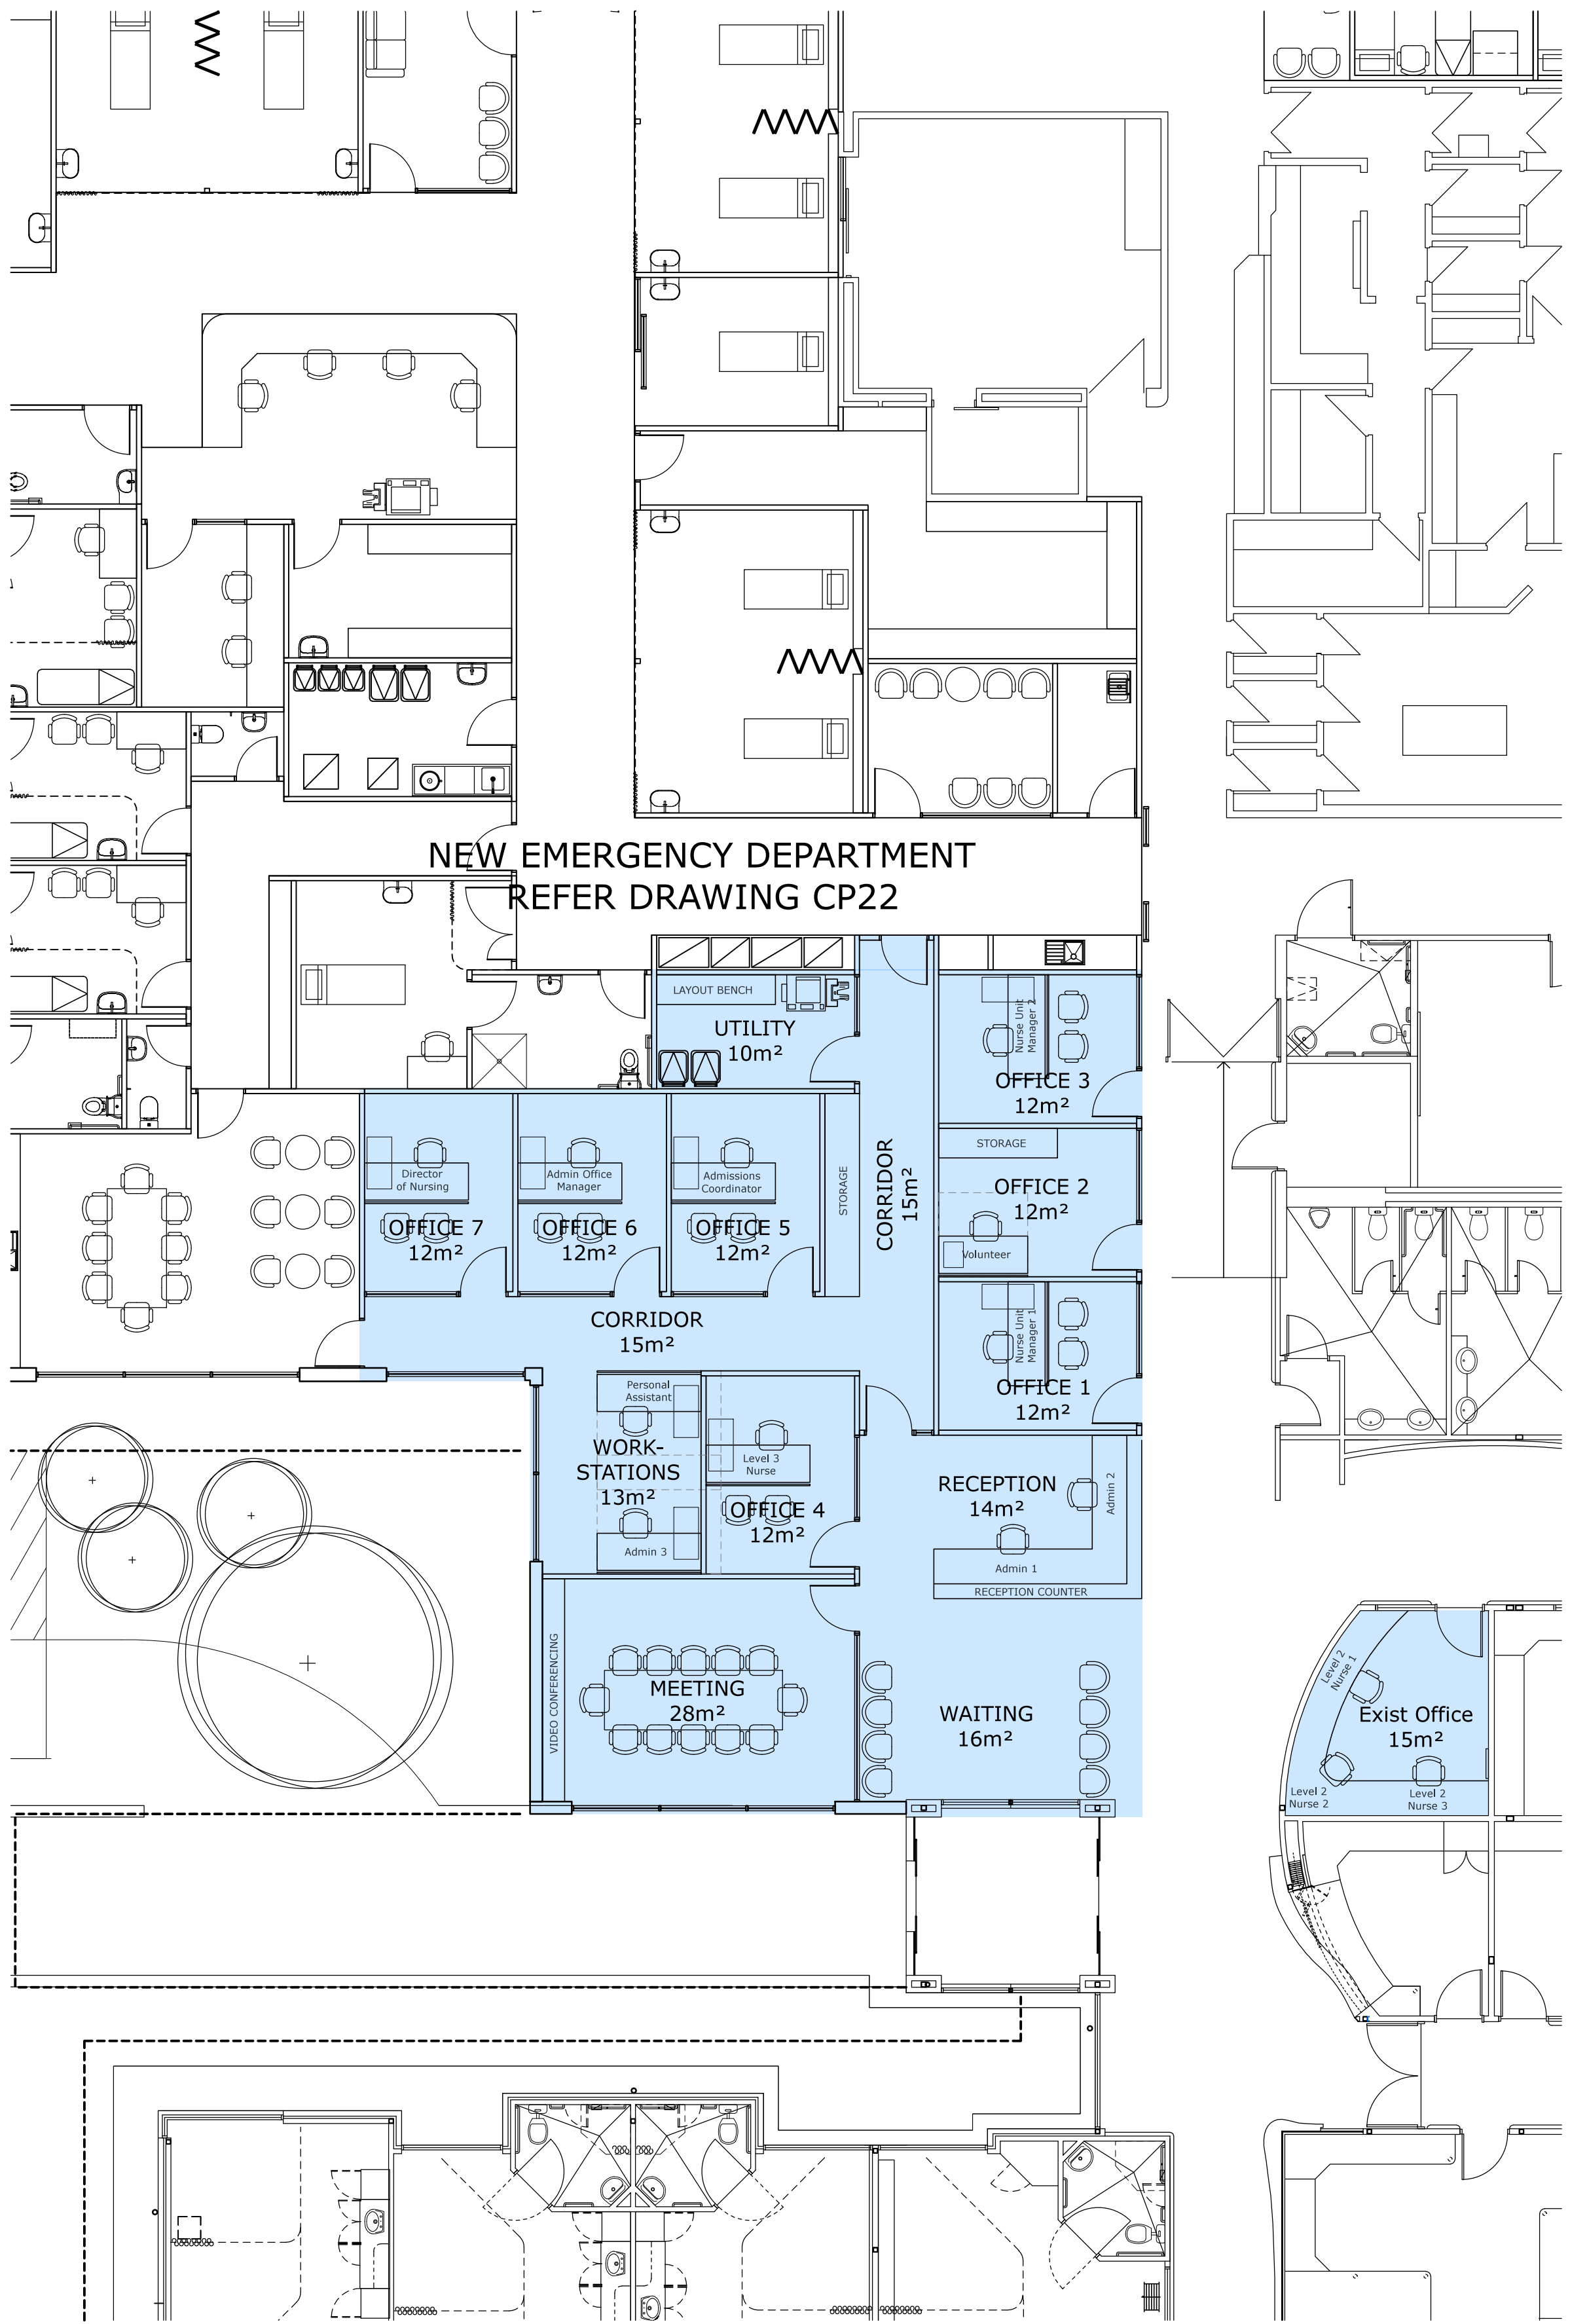 NEW EMERGENCY DEPARTMENT
REFER DRAWING CP22
LAYOUT BENCH
UTILITY
10m²
Nurse Unit
Manager 2
OFFICE 3
12m²
CORRIDOR
15m²
STORAGE
STORAGE
OFFICE 2
12m²
Volunteer
Director
of Nursing
OFFICE 7
12m²
Admin Office
Manager
OFFICE 6
12m²
Admissions
Coordinator
OFFICE 5
12m²
Nurse Unit
Manager 1
OFFICE 1
12m²
CORRIDOR
15m²
Personal
Assistant
WORK-
STATIONS
13m²
Admin 3
Level 3
Nurse
OFFICE 4
12m²
RECEPTION
14m²
Admin 2
Admin 1
RECEPTION COUNTER
VIDEO CONFERENCING
MEETING
28m²
WAITING
16m²
Level 2
Nurse 1
Exist Office
15m²
Level 2
Nurse 2
Level 2
Nurse 3